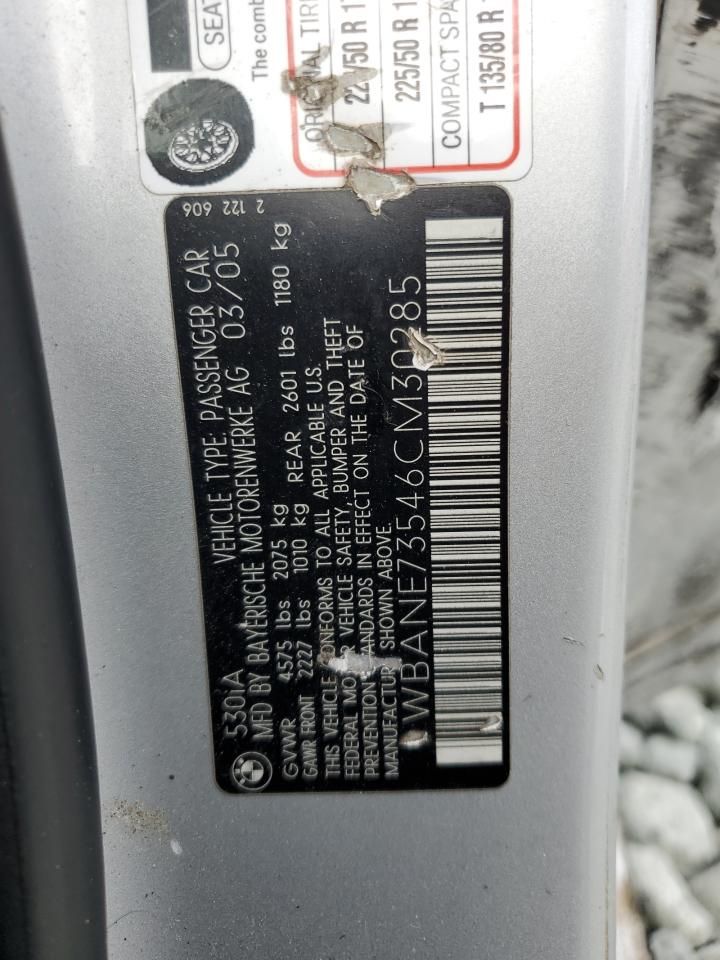 SEAT
The comb
ORIGINAL TIRE
/50 R 1
225/50 R 1
COMPACT SPA
T 135/80 R
2 122 606
530iA VEHICLE TYPE: PASSENGER CAR
MFD BY BAYERISCHE MOTORENWERKE AG 03/05
GVWR 4575 lbs 2075 kg
GAWR FRONT 2227 lbs 1010 kg REAR 2601 lbs 1180 kg
THIS VEHICLE CONFORMS TO ALL APPLICABLE U.S.
FEDERAL MOTOR VEHICLE SAFETY, BUMPER AND THEFT
PREVENTION STANDARDS IN EFFECT ON THE DATE OF
MANUFACTURE SHOWN ABOVE.
WBANE73546CM30285